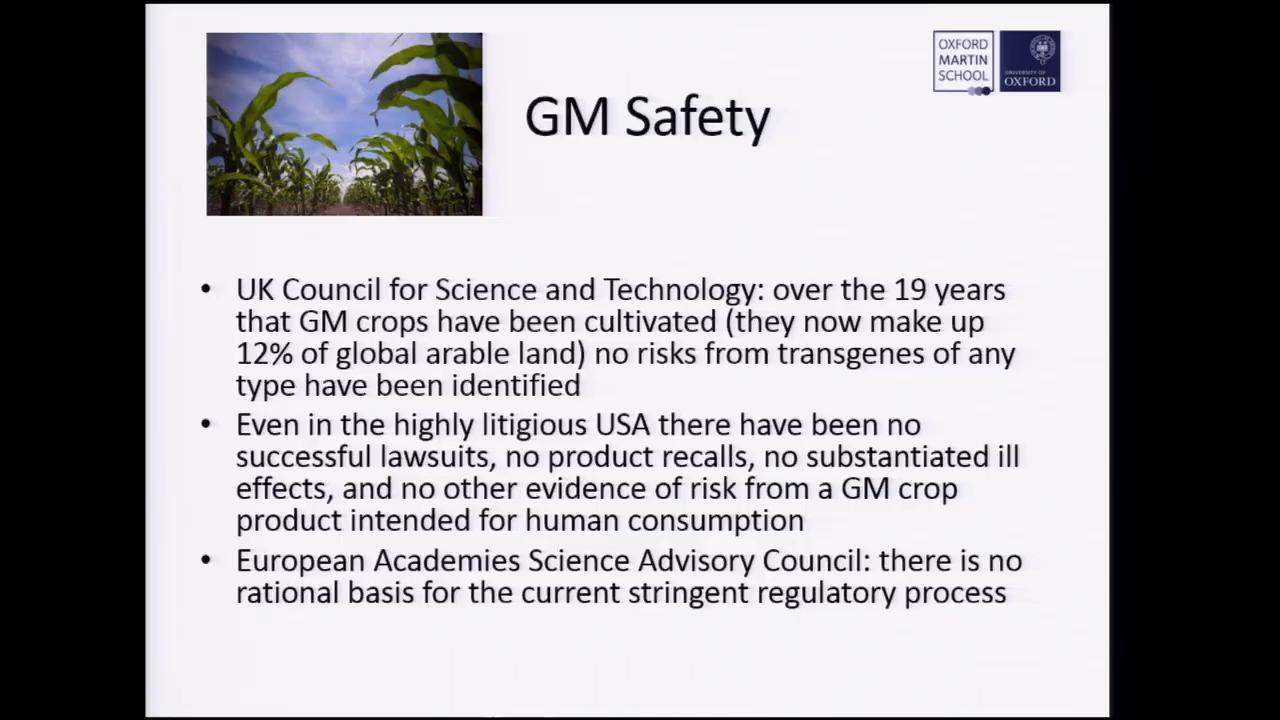 OXFORD
MARTIN
SCHOOL
UNIVERSITY OF
OXFORD
GM Safety
• UK Council for Science and Technology: over the 19 years
that GM crops have been cultivated (they now make up
12% of global arable land) no risks from transgenes of any
type have been identified
• Even in the highly litigious USA there have been no
successful lawsuits, no product recalls, no substantiated ill
effects, and no other evidence of risk from a GM crop
product intended for human consumption
• European Academies Science Advisory Council: there is no
rational basis for the current stringent regulatory process